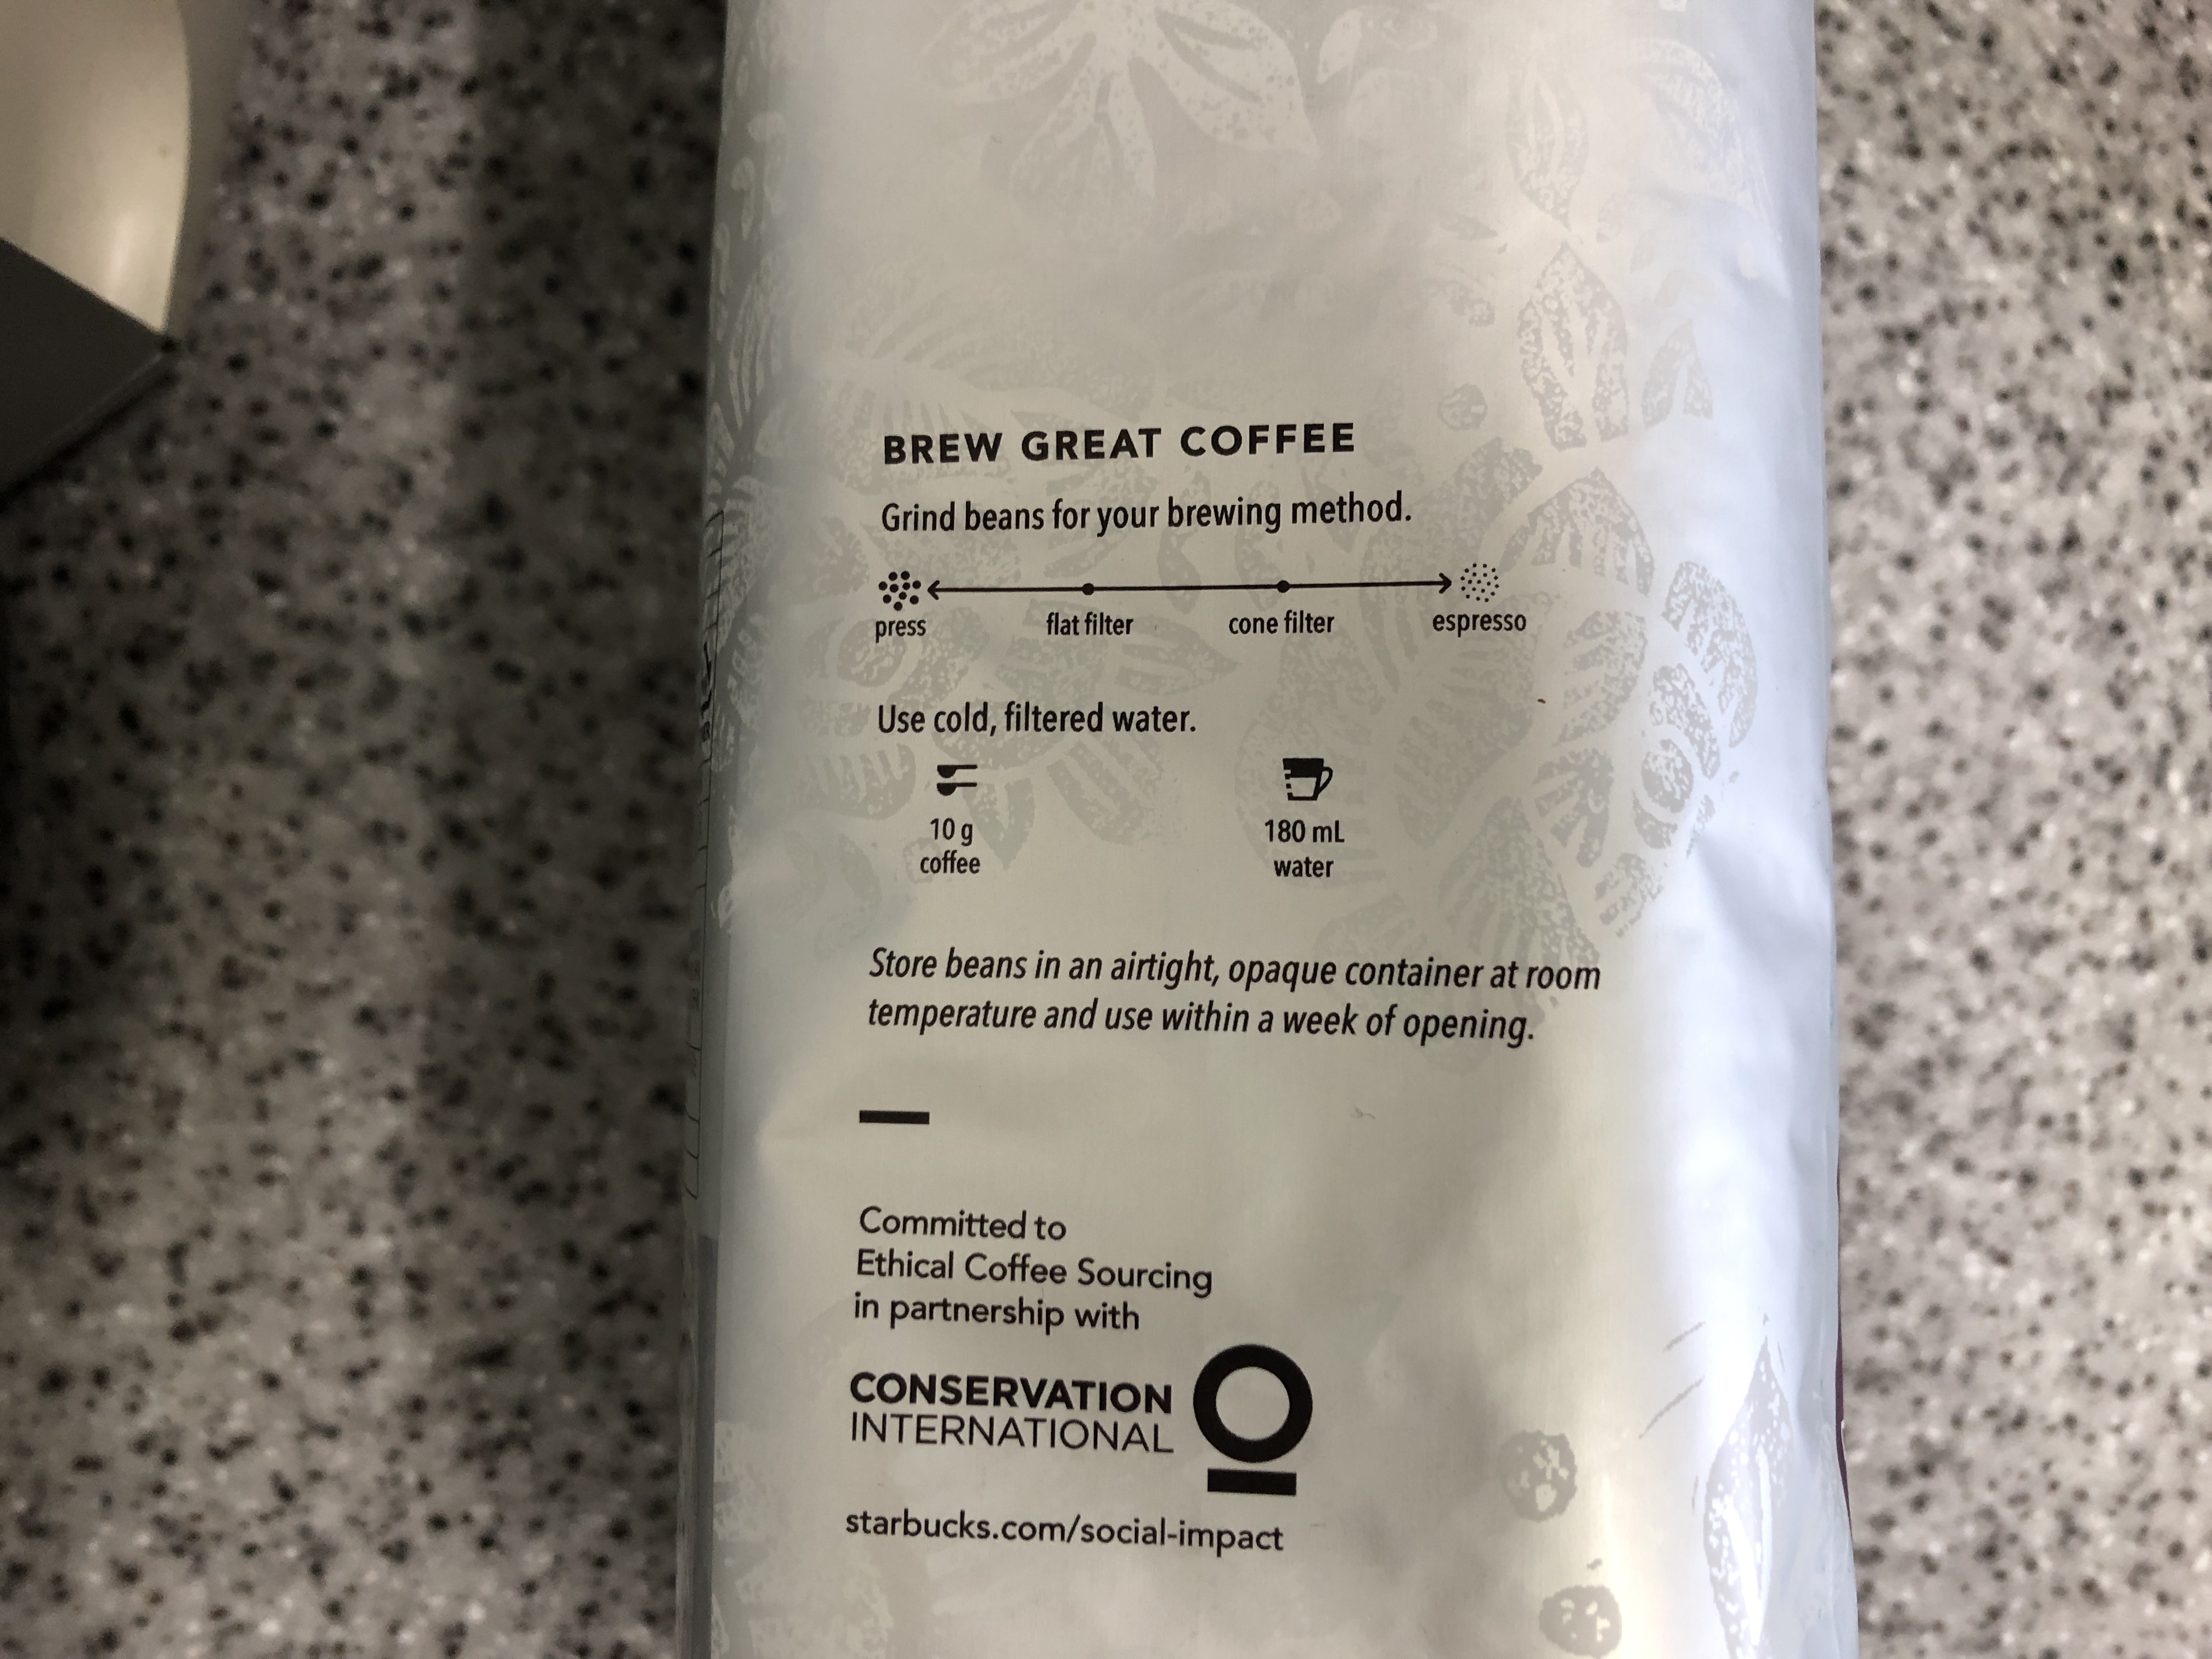 BREW GREAT COFFEE
Grind beans for your brewing method.
press flat filter cone filter espresso
Use cold, filtered water.
10 g 180 mL
coffee water
Store beans in an airtight, opaque container at room
temperature and use within a week of opening.
Committed to
Ethical Coffee Sourcing
in partnership with
CONSERVATION
INTERNATIONAL
starbucks.com/social-impact